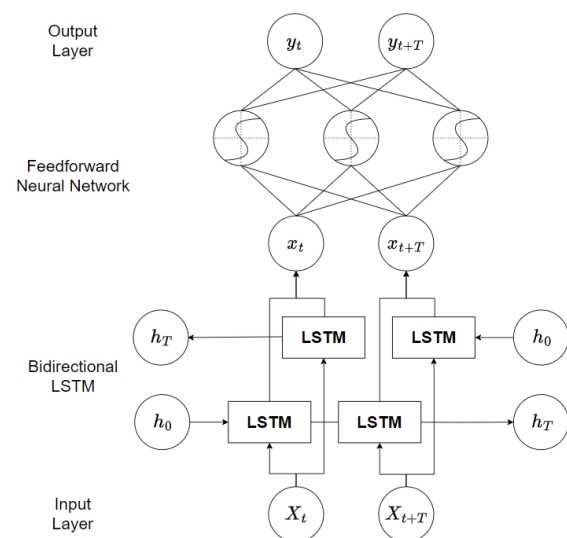 Output
Layer
y_t
y_{t+T}
Feedforward
Neural Network
x_t
x_{t+T}
h_T
LSTM
LSTM
h_0
Bidirectional
LSTM
h_0
LSTM
LSTM
h_T
Input
Layer
X_t
X_{t+T}